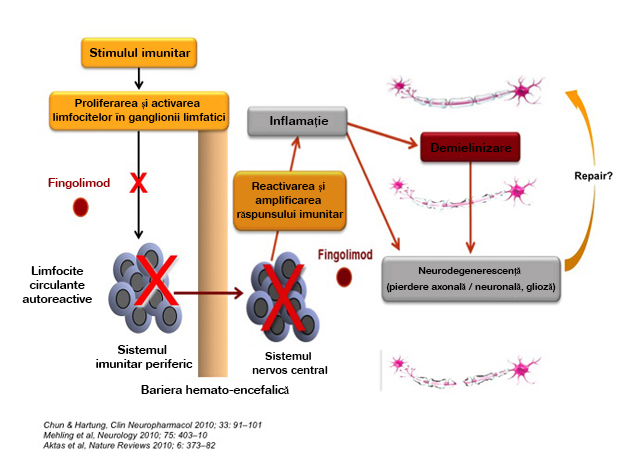 Stimulul imunitar
Proliferarea și activarea
limfocitelor în ganglionii limfatici
Fingolimod
Limfocite
circulante
autoreactive
Sistemul
imunitar periferic
Bariera hemato-encefalică
Inflamație
Reactivarea și
amplificarea
răspunsului imunitar
Sistemul
nervos central
Fingolimod
Demielinizare
Neurodegenerescență
(pierdere axonală / neuronală, glioză)
Repair?
Chun & Hartung, Clin Neuropharmacol 2010; 33: 91–101
Mehling et al, Neurology 2010; 75: 403–10
Aktas et al, Nature Reviews 2010; 6: 373–82